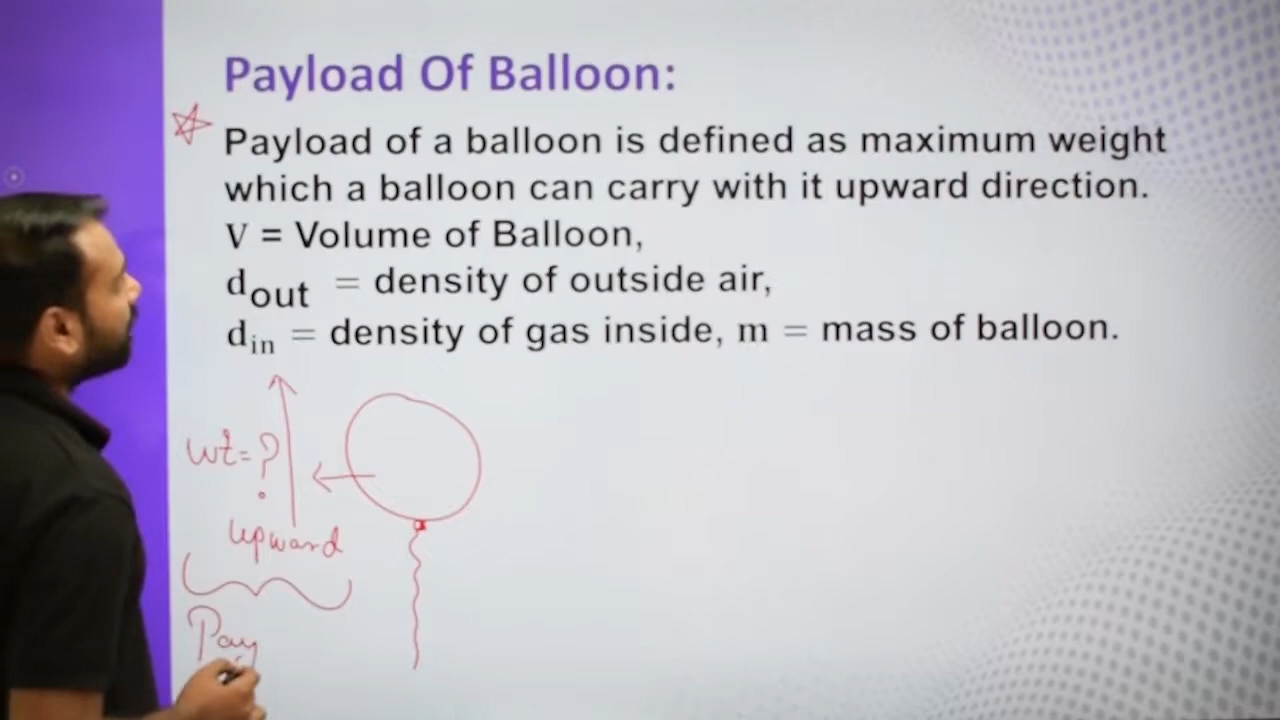 Payload Of Balloon:
Payload of a balloon is defined as maximum weight
which a balloon can carry with it upward direction.
V = Volume of Balloon,
dout = density of outside air,
din = density of gas inside, m = mass of balloon.
wt = ?
upward
Pay